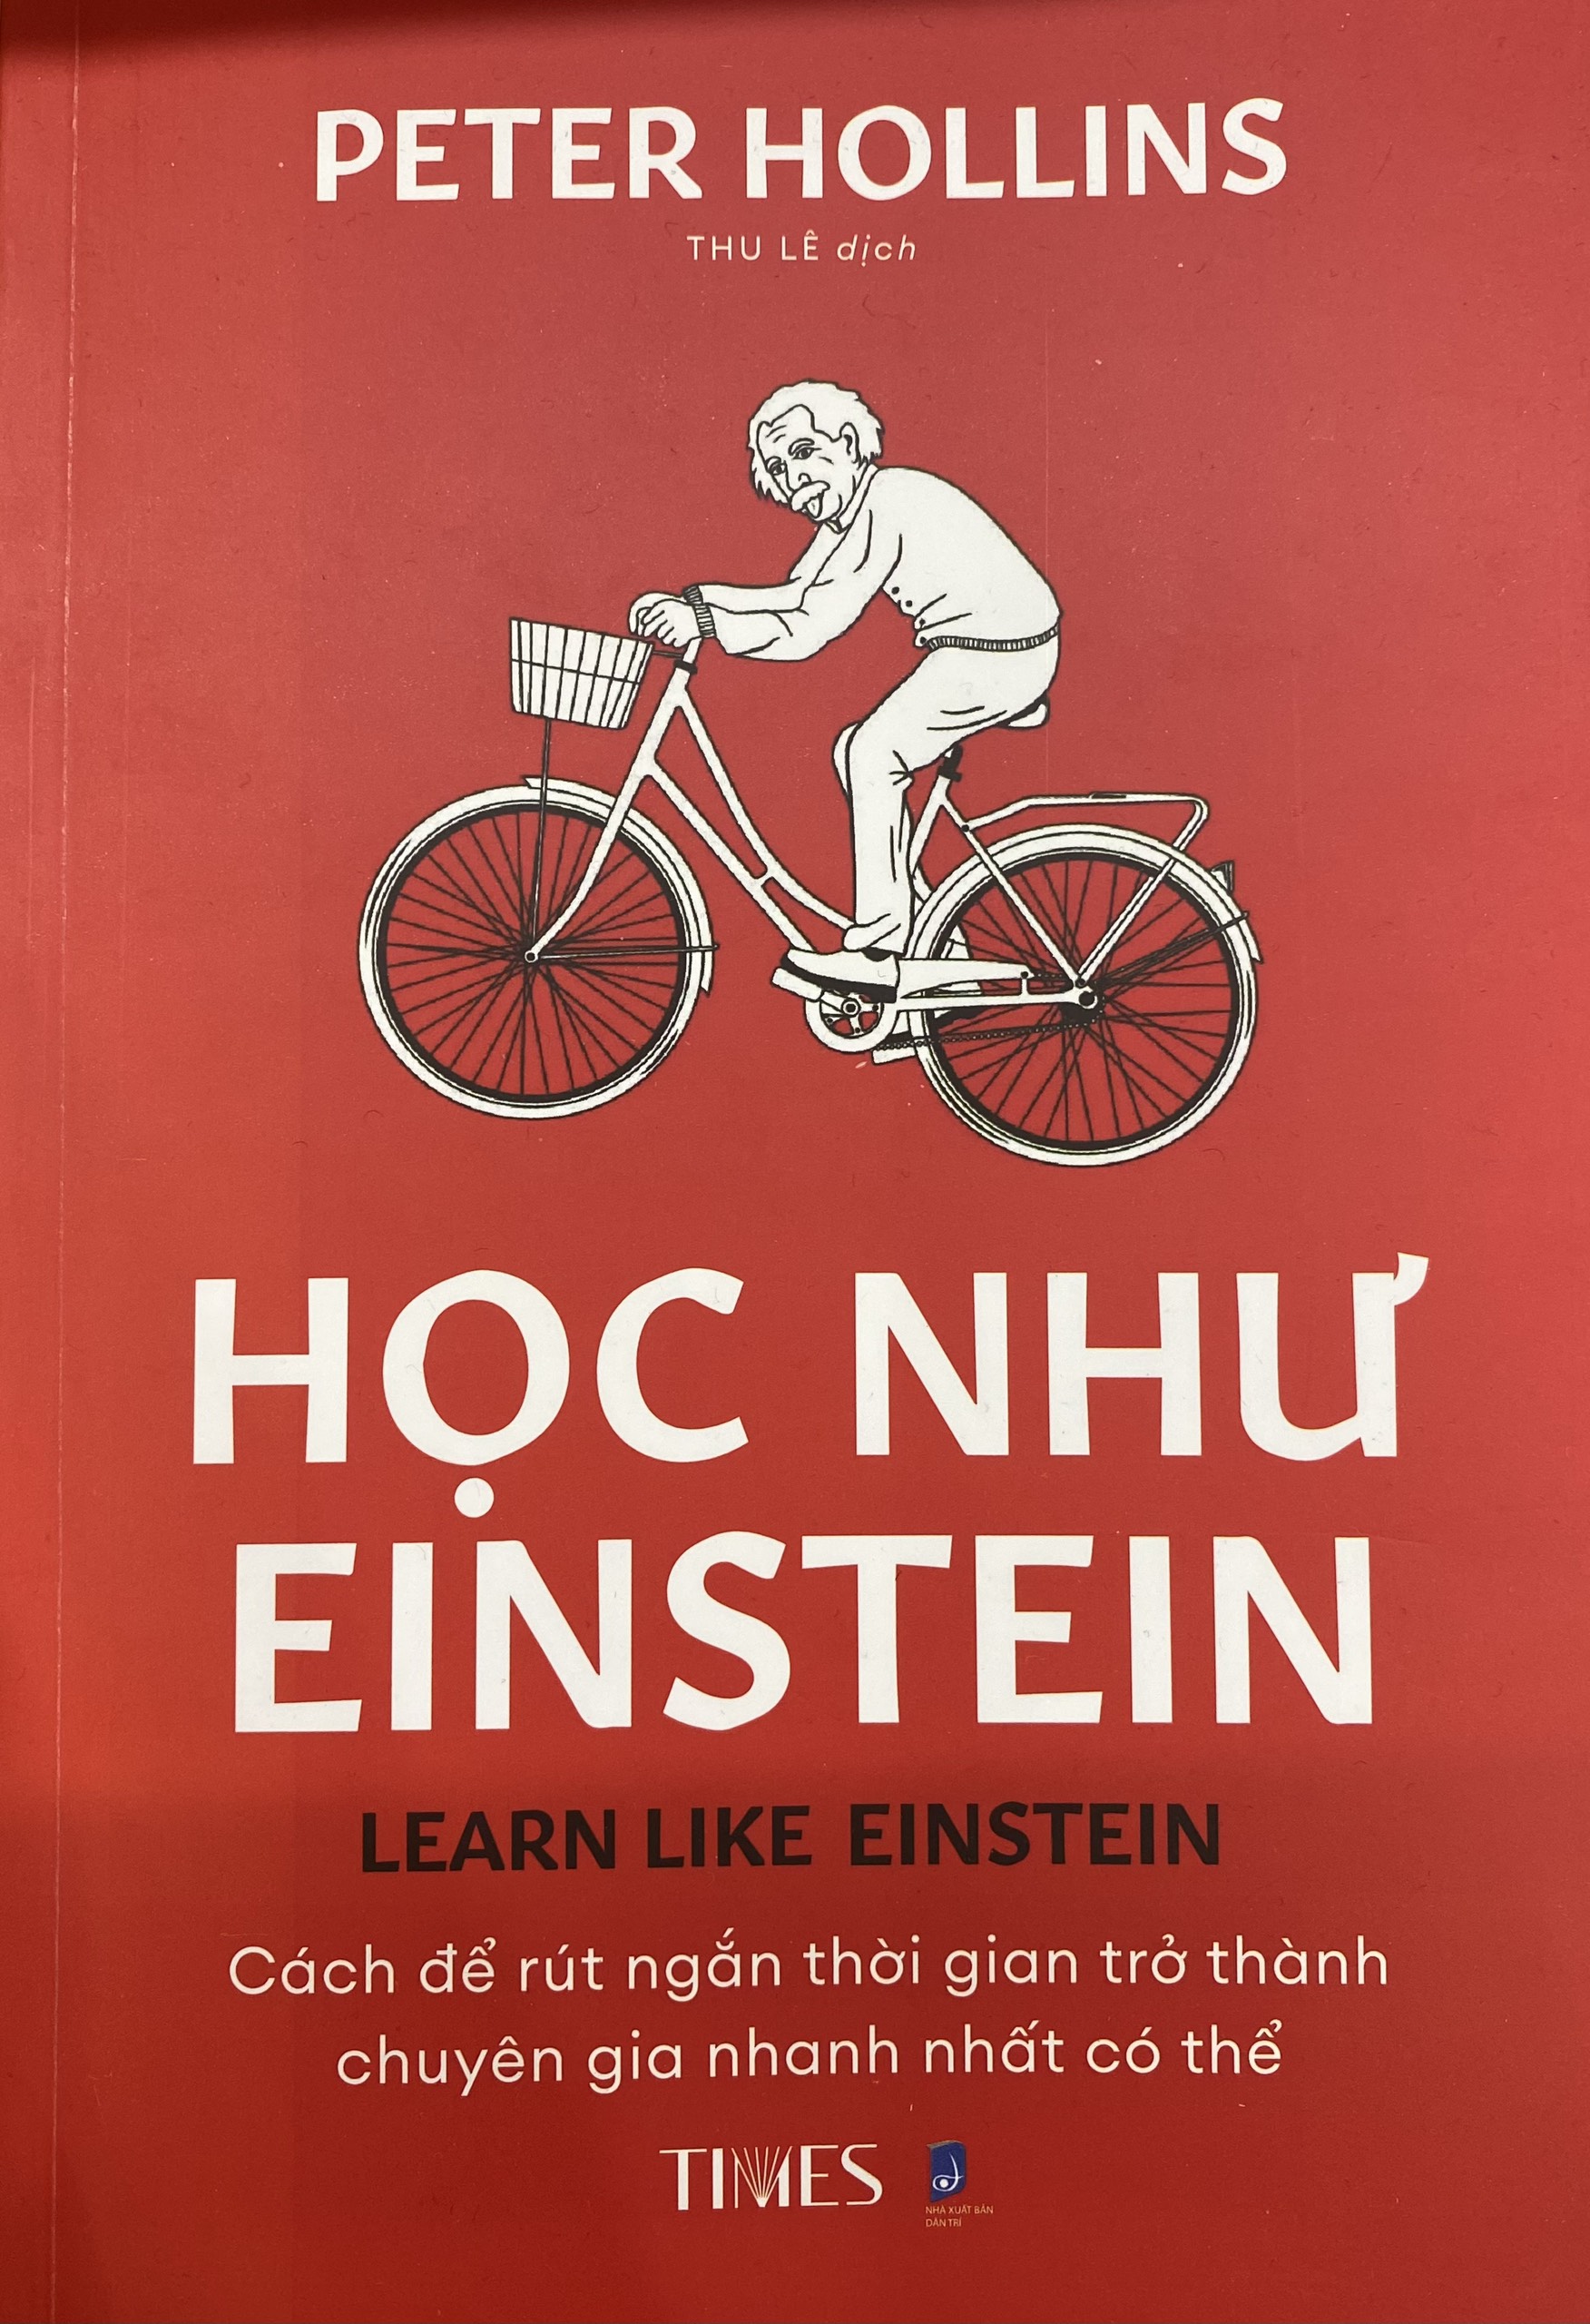 PETER HOLLINS
THU LÊ dịch
HỌC NHƯ
EINSTEIN
LEARN LIKE EINSTEIN
Cách để rút ngắn thời gian trở thành
chuyên gia nhanh nhất có thể
TIMES
NHÀ XUẤT BẢN
DÂN TRÍ